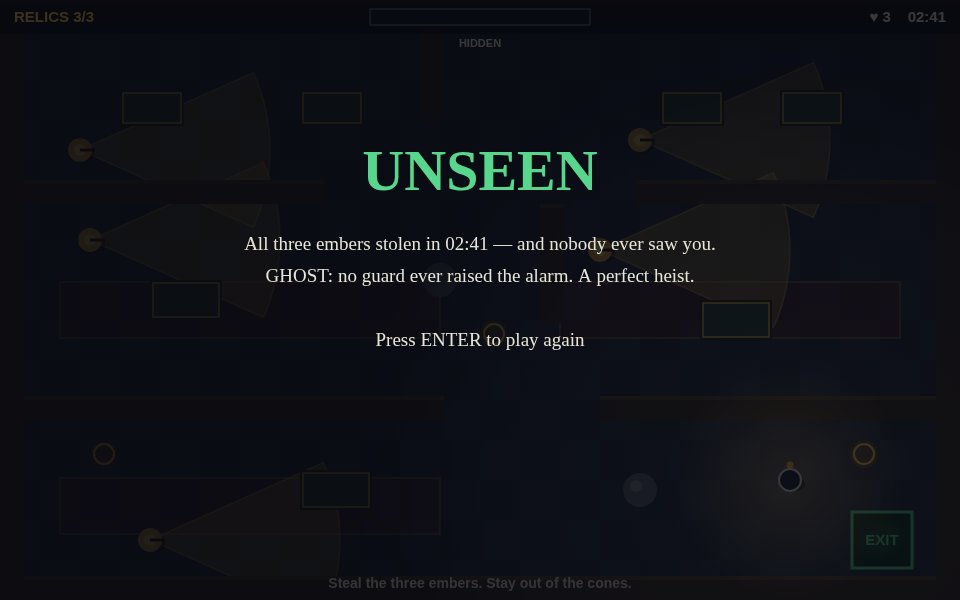 RELICS 3/3
♥ 3 02:41
HIDDEN
UNSEEN
All three embers stolen in 02:41 — and nobody ever saw you.
GHOST: no guard ever raised the alarm. A perfect heist.
Press ENTER to play again
EXIT
Steal the three embers. Stay out of the cones.